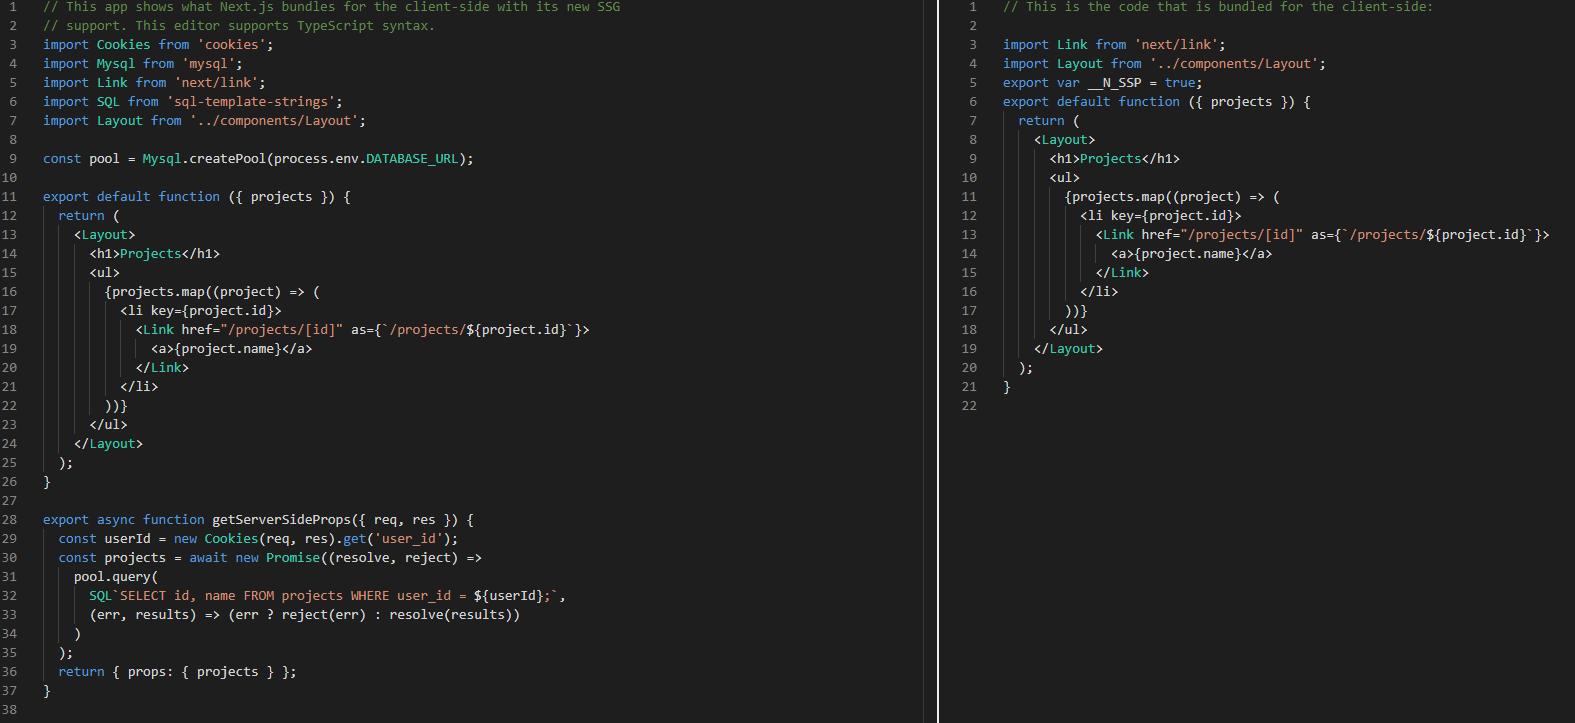 1 // This app shows what Next.js bundles for the client-side with its new SSG
2 // support. This editor supports TypeScript syntax.
3 import Cookies from 'cookies';
4 import Mysql from 'mysql';
5 import Link from 'next/link';
6 import SQL from 'sql-template-strings';
7 import Layout from '../components/Layout';
8
9 const pool = Mysql.createPool(process.env.DATABASE_URL);
10
11 export default function ({ projects }) {
12   return (
13     <Layout>
14       <h1>Projects</h1>
15       <ul>
16         {projects.map((project) => (
17           <li key={project.id}>
18             <Link href="/projects/[id]" as={`/projects/${project.id}`}>
19               <a>{project.name}</a>
20             </Link>
21           </li>
22         ))}
23       </ul>
24     </Layout>
25   );
26 }
27
28 export async function getServerSideProps({ req, res }) {
29   const userId = new Cookies(req, res).get('user_id');
30   const projects = await new Promise((resolve, reject) =>
31     pool.query(
32       SQL`SELECT id, name FROM projects WHERE user_id = ${userId};`,
33       (err, results) => (err ? reject(err) : resolve(results))
34     )
35   );
36   return { props: { projects } };
37 }
38
1 // This is the code that is bundled for the client-side:
2
3 import Link from 'next/link';
4 import Layout from '../components/Layout';
5 export var __N_SSP = true;
6 export default function ({ projects }) {
7   return (
8     <Layout>
9       <h1>Projects</h1>
10       <ul>
11         {projects.map((project) => (
12           <li key={project.id}>
13             <Link href="/projects/[id]" as={`/projects/${project.id}`}>
14               <a>{project.name}</a>
15             </Link>
16           </li>
17         ))}
18       </ul>
19     </Layout>
20   );
21 }
22